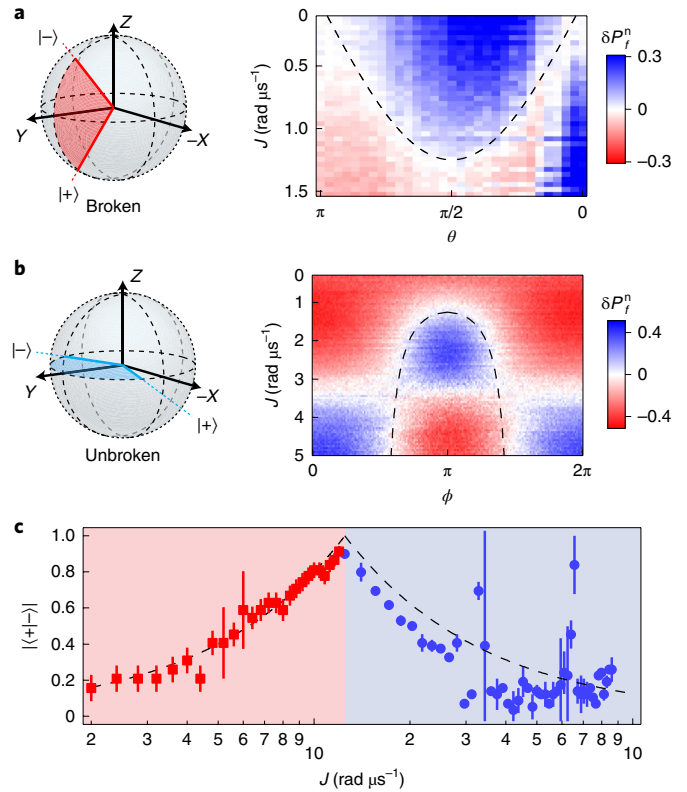 a
|−⟩
Z
Y
−X
|+⟩
Broken
J (rad μs⁻¹)
0
0.5
1.0
1.5
π
π/2
0
θ
δPfⁿ
0.3
0
−0.3
b
|−⟩
Z
Y
−X
|+⟩
Unbroken
J (rad μs⁻¹)
0
1
2
3
4
5
0
π
2π
ϕ
δPfⁿ
0.4
0
−0.4
c
|⟨+|−⟩|
1.0
0.8
0.6
0.4
0.2
0
2 3 4 5 6 7 8 9 10 2 3 4 5 6 7 8 9 10
J (rad μs⁻¹)